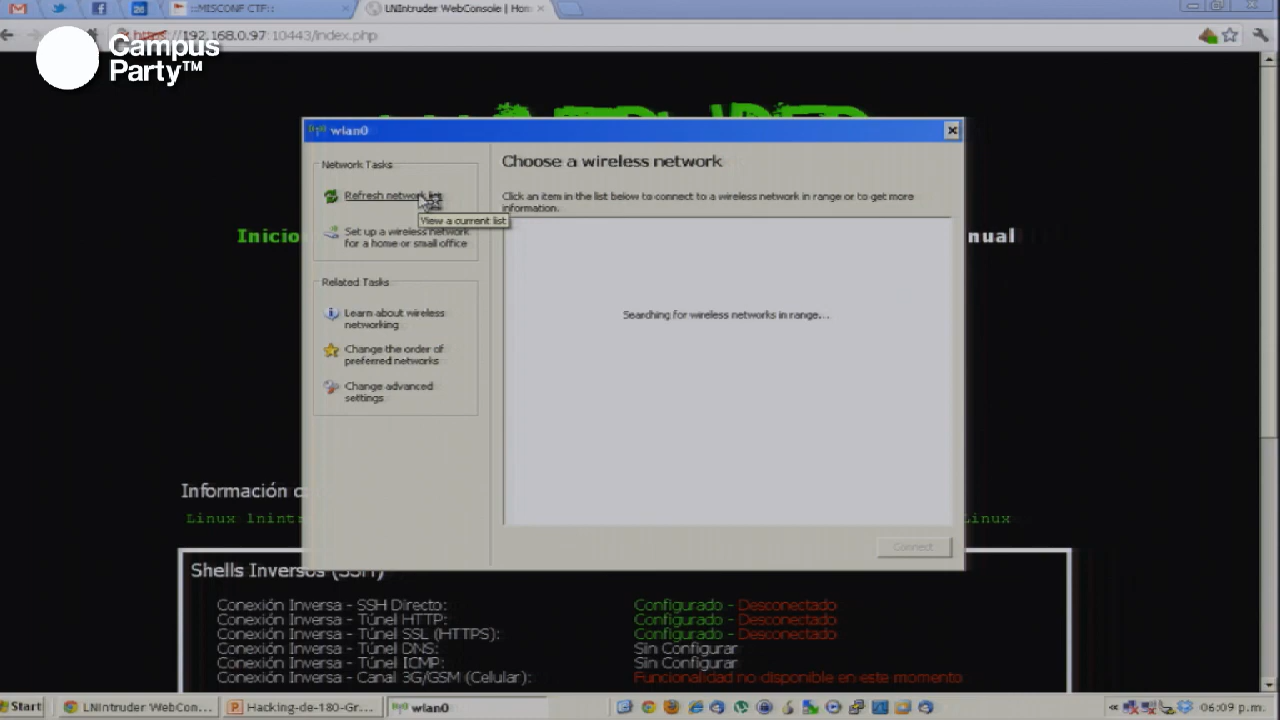 :::MISCONF CTF::
LNIntruder WebConsole | Hom
https://192.168.0.97:10443/index.php
Campus
Party™
wlan0
Network Tasks
Choose a wireless network
Refresh network list
Click an item in the list below to connect to a wireless network in range or to get more
information.
View a current list
Set up a wireless network
for a home or small office
Inicio
nual
Searching for wireless networks in range...
Related Tasks
Learn about wireless
networking
Change the order of
preferred networks
Change advanced
settings
Connect
Información
Linux lnint
Linux
Shells Inversos (SSH)
Conexión Inversa - SSH Directo: Configurado - Desconectado
Conexión Inversa - Túnel HTTP: Configurado - Desconectado
Conexión Inversa - Túnel SSL (HTTPS): Configurado - Desconectado
Conexión Inversa - Túnel DNS: Sin Configurar
Conexión Inversa - Túnel ICMP: Sin Configurar
Conexión Inversa - Canal 3G/GSM (Celular): Funcionalidad no disponible en este momento
Start
LNIntruder WebCon...
Hacking-de-180-Gr...
wlan0
06:09 p.m.